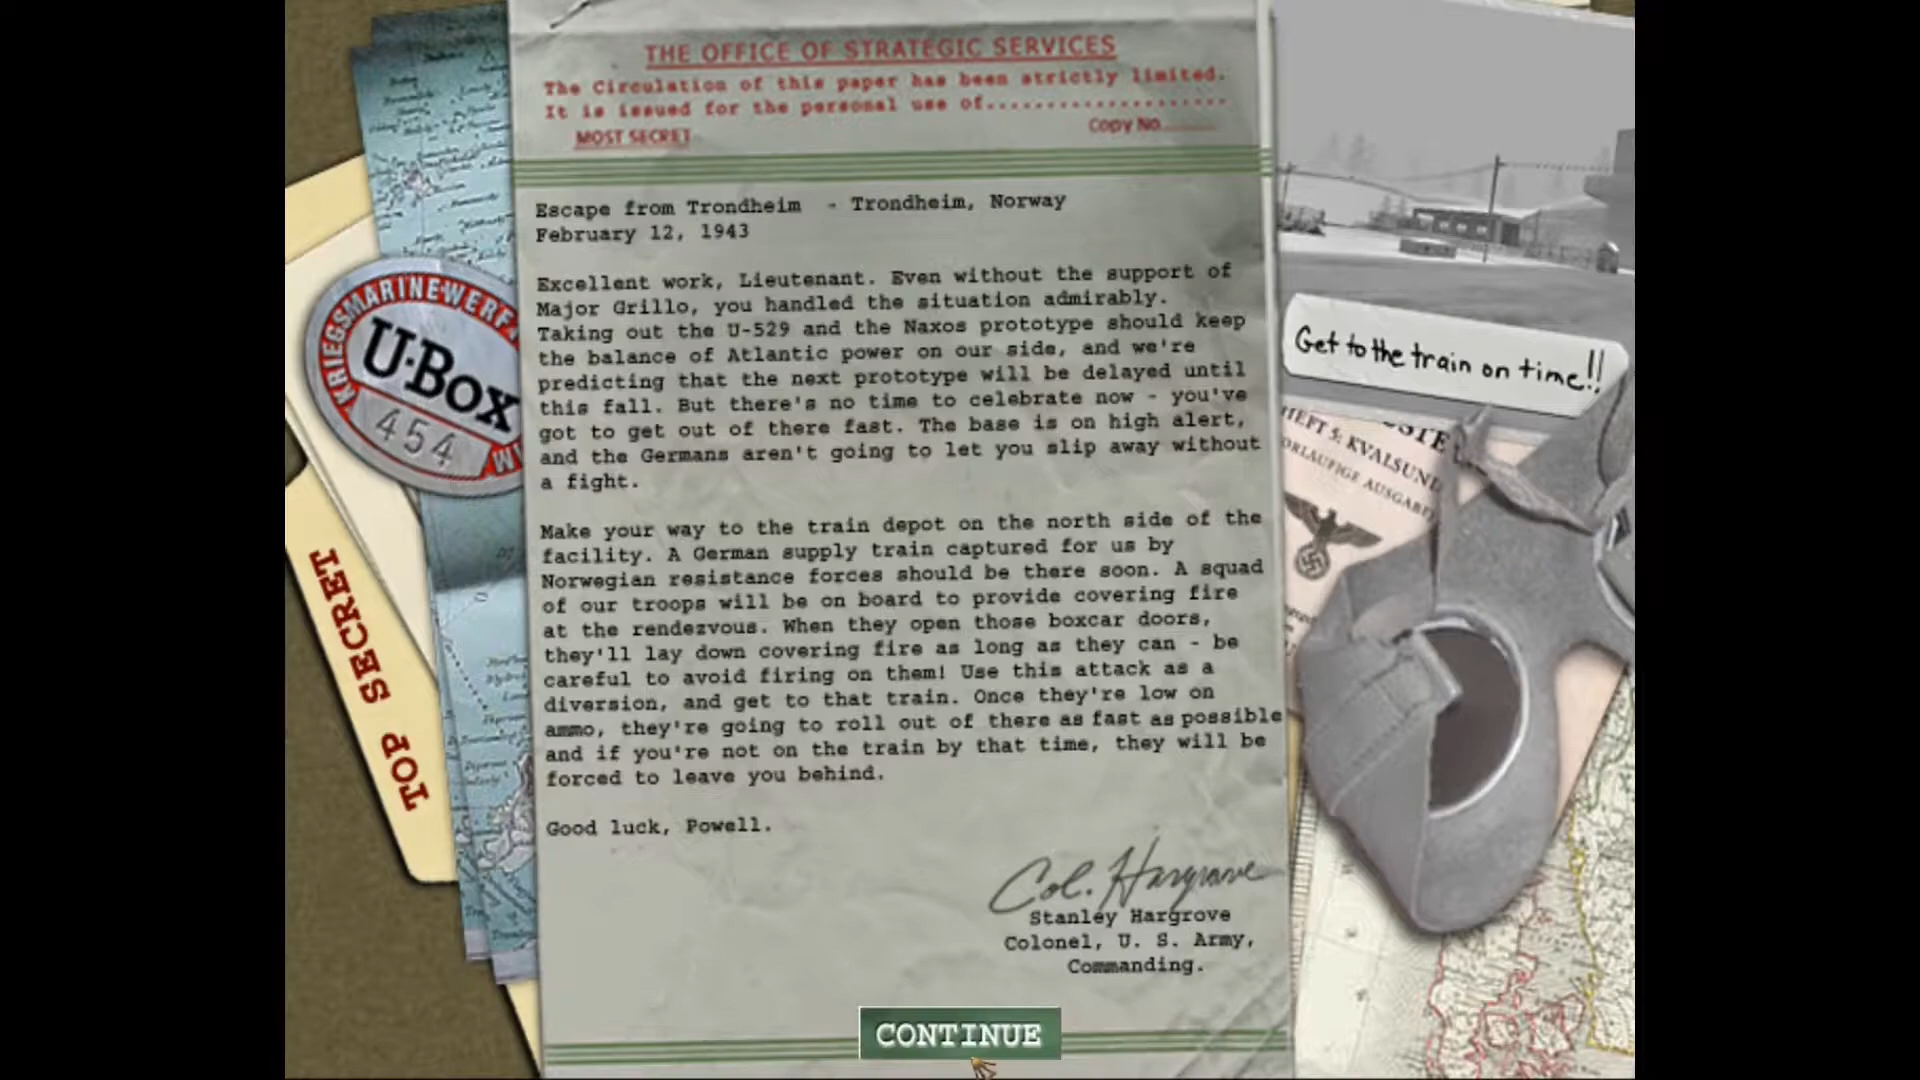 THE OFFICE OF STRATEGIC SERVICES
The Circulation of this paper has been strictly limited.
It is issued for the personal use of.....................
MOST SECRET
Copy No.........
Escape from Trondheim - Trondheim, Norway
February 12, 1943
Excellent work, Lieutenant. Even without the support of
Major Grillo, you handled the situation admirably.
Taking out the U-529 and the Naxos prototype should keep
the balance of Atlantic power on our side, and we're
predicting that the next prototype will be delayed until
this fall. But there's no time to celebrate now - you've
got to get out of there fast. The base is on high alert,
and the Germans aren't going to let you slip away without
a fight.
Make your way to the train depot on the north side of the
facility. A German supply train captured for us by
Norwegian resistance forces should be there soon. A squad
of our troops will be on board to provide covering fire
at the rendezvous. When they open those boxcar doors,
they'll lay down covering fire as long as they can - be
careful to avoid firing on them! Use this attack as a
diversion, and get to that train. Once they're low on
ammo, they're going to roll out of there as fast as possible
and if you're not on the train by that time, they will be
forced to leave you behind.
Good luck, Powell.
Col. Hargrove
Stanley Hargrove
Colonel, U. S. Army,
Commanding.
CONTINUE
KRIEGSMARINEWERFT
U-Box
454
TOP SECRET
Get to the train on time!!
HEFT 5: KVALSUND
VORLAUFIGE AUSGABE